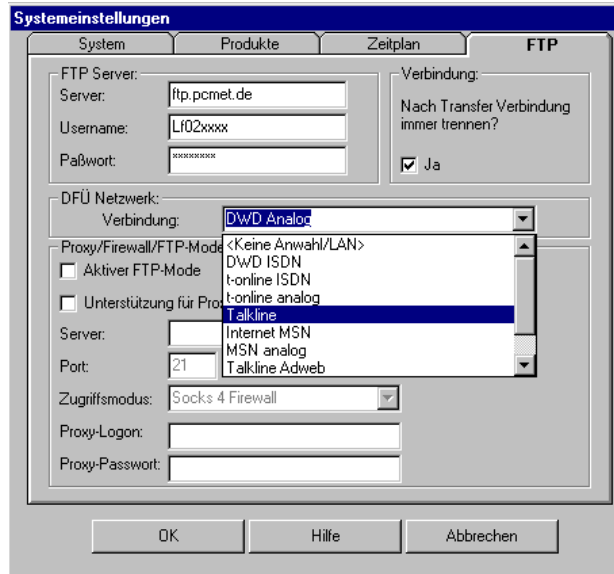 Systemeinstellungen
System
Produkte
Zeitplan
FTP
FTP Server:
Server:
ftp.pcmet.de
Username:
Lf02xxxx
Paßwort:
xxxxxxxx
Verbindung:
Nach Transfer Verbindung
immer trennen?
Ja
DFÜ Netzwerk:
Verbindung:
DWD Analog
<Keine Anwahl/LAN>
DWD ISDN
t-online ISDN
t-online analog
Talkline
Internet MSN
MSN analog
Talkline Adweb
Proxy/Firewall/FTP-Mode
Aktiver FTP-Mode
Unterstützung für
Server:
Port:
21
Zugriffsmodus:
Socks 4 Firewall
Proxy-Logon:
Proxy-Passwort:
OK
Hilfe
Abbrechen